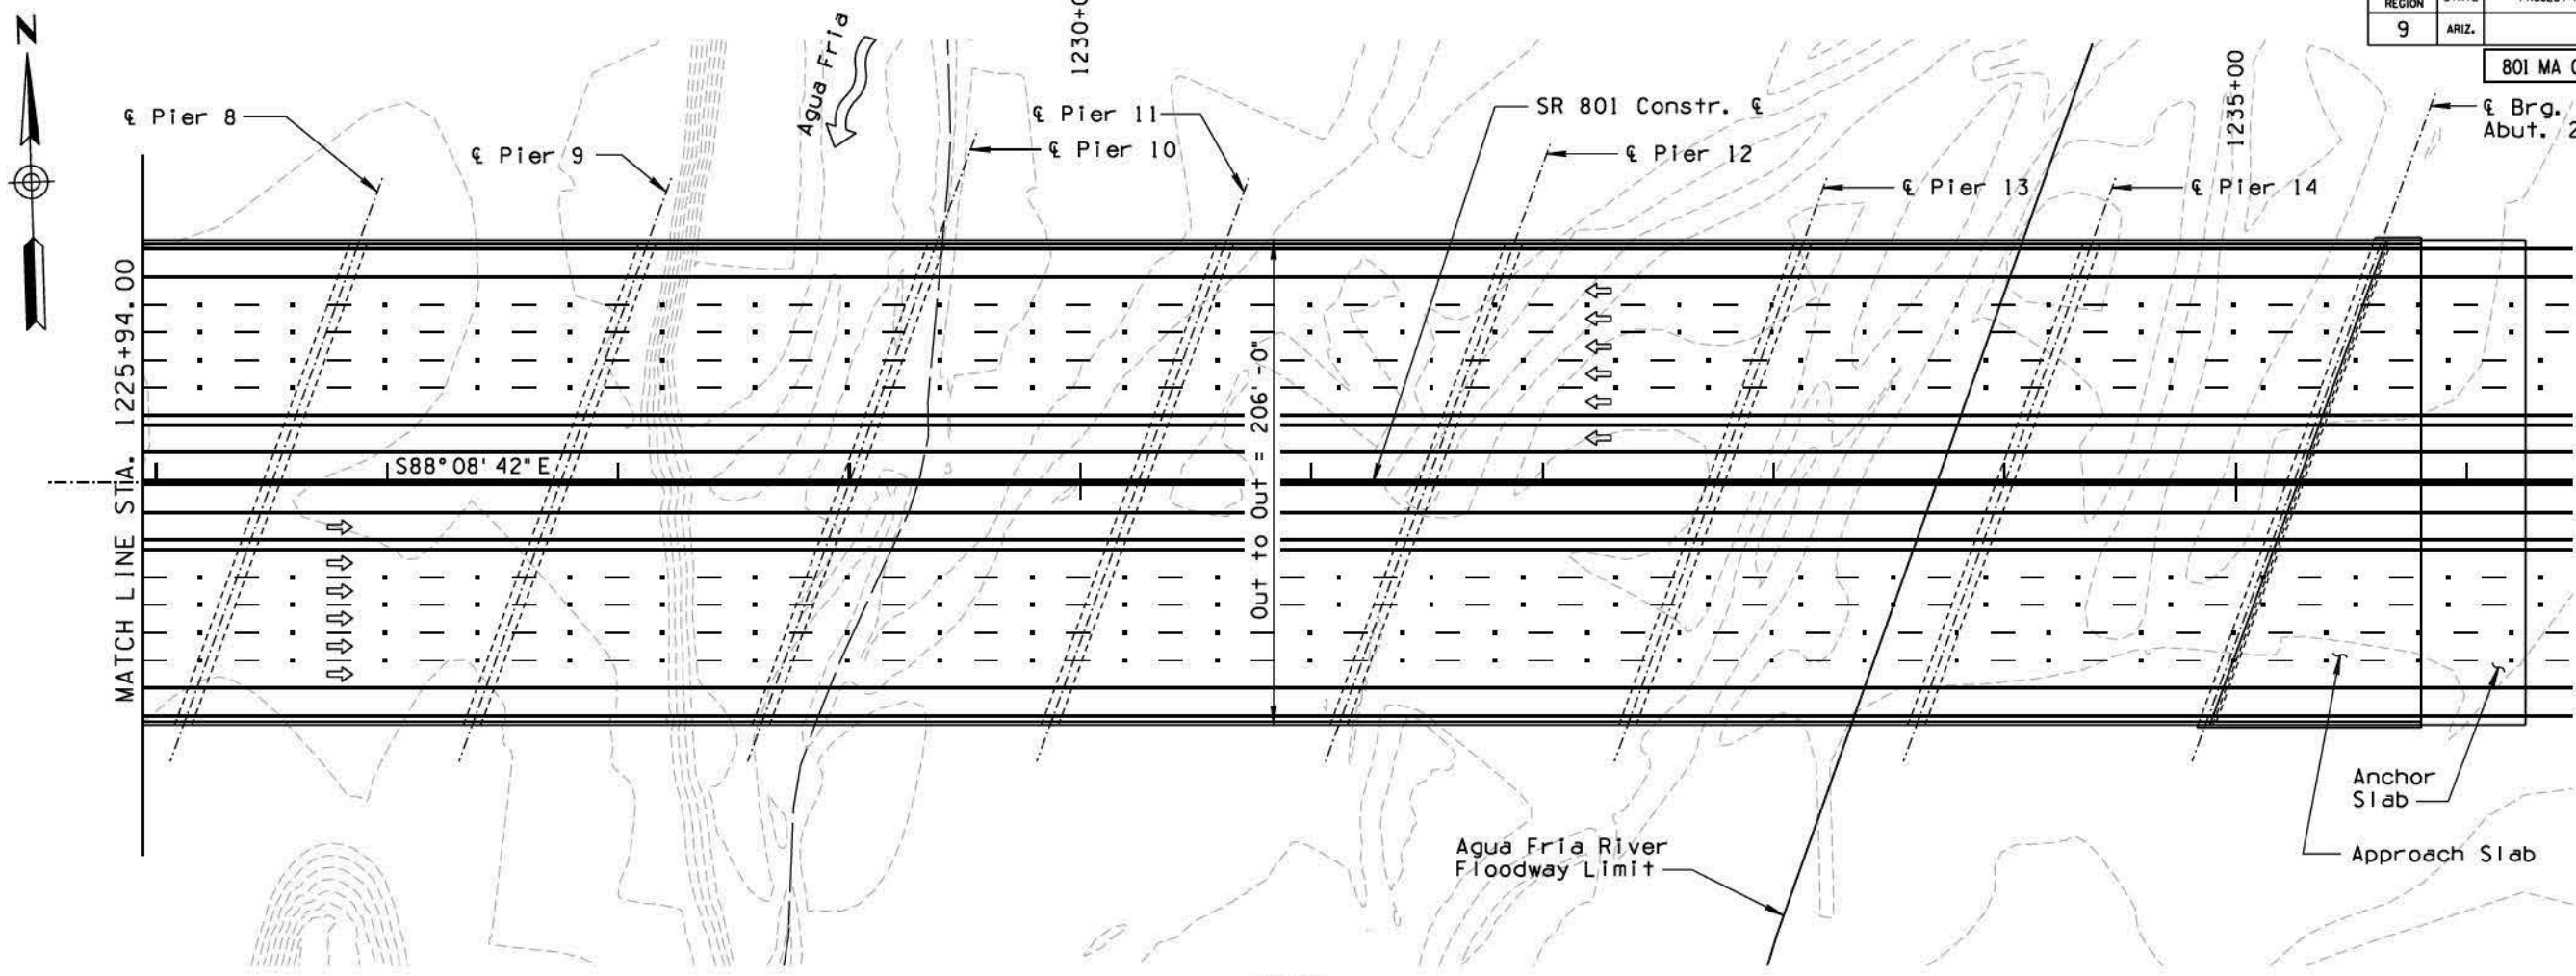 N
Agua Fria
1230+0
REGION
9
ARIZ.
801 MA
1235+00
℄ Pier 8
℄ Pier 9
℄ Pier 11
℄ Pier 10
SR 801 Constr. ℄
℄ Pier 12
℄ Pier 13
℄ Pier 14
℄ Brg.
Abut. 2
MATCH LINE STA. 1225+94.00
S88°08'42"E
Out to Out = 206'-0"
Anchor
Slab
Approach Slab
Agua Fria River
Floodway Limit